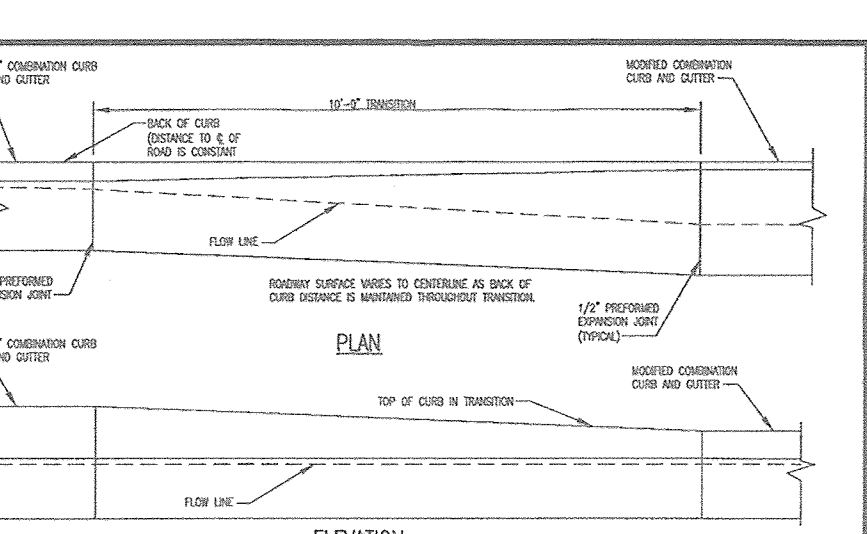 " COMBINATION CURB
ND GUTTER
MODIFIED COMBINATION
CURB AND GUTTER
10'-0" TRANSITION
BACK OF CURB
(DISTANCE TO ℄ OF
ROAD IS CONSTANT
FLOW LINE
PREFORMED
SION JOINT
ROADWAY SURFACE VARIES TO CENTERLINE AS BACK OF
CURB DISTANCE IS MAINTAINED THROUGHOUT TRANSITION.
1/2" PREFORMED
EXPANSION JOINT
(TYPICAL)
PLAN
" COMBINATION CURB
ND GUTTER
MODIFIED COMBINATION
CURB AND GUTTER
TOP OF CURB IN TRANSITION
FLOW LINE
ELEVATION